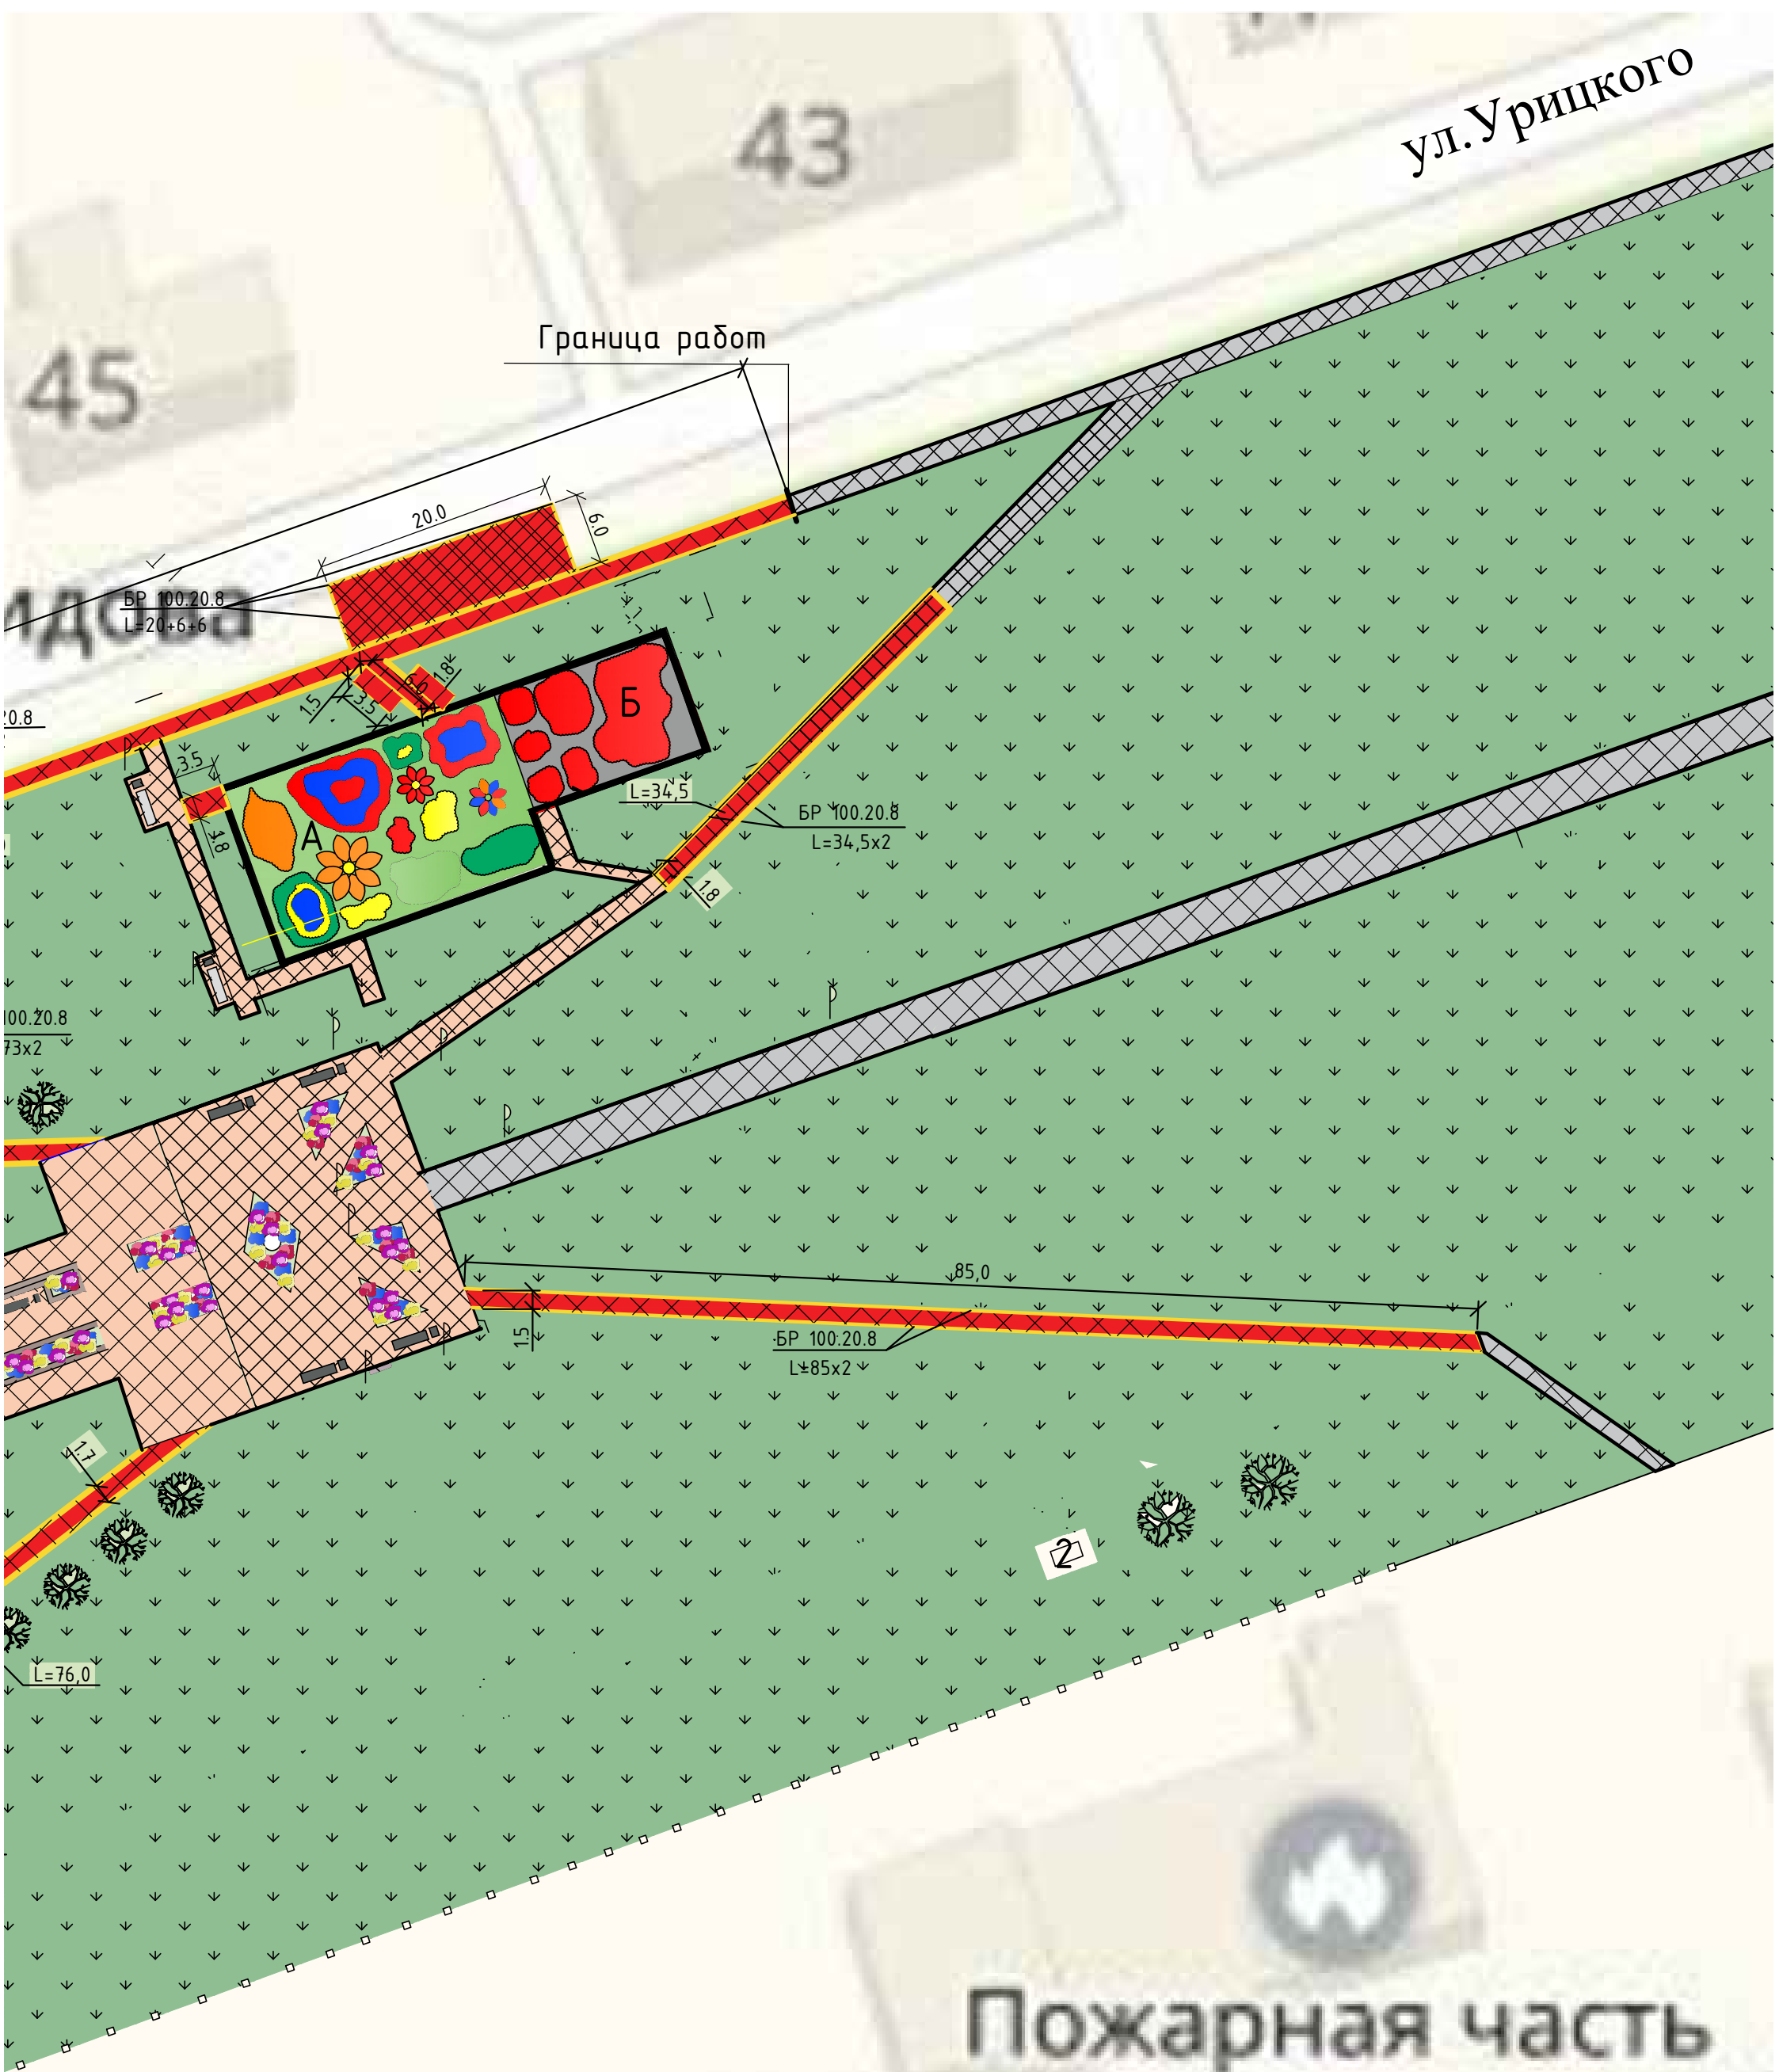 ул.Урицкого
43
45
Граница работ
20.0
6.0
БР 100.20.8
L=20+6+6
идова
20.8
1.5
3.5
6.0
1.8
3.5
1.8
А
Б
L=34,5
БР 100.20.8
L=34,5х2
1.8
100.20.8
73х2
85,0
1.5
БР 100.20.8
L=85х2
1.7
2
L=76,0
Пожарная часть